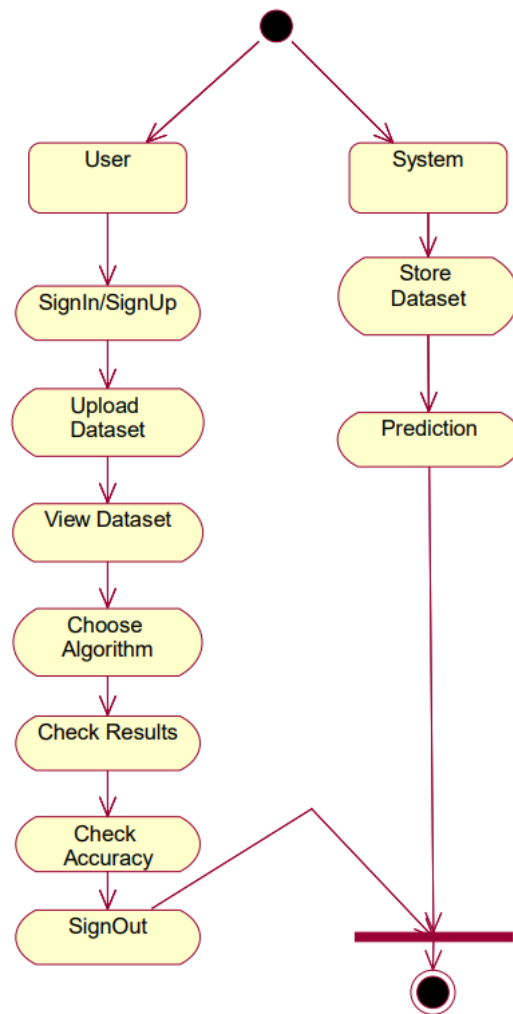 User
System
SignIn/SignUp
Store
Dataset
Upload
Dataset
Prediction
View Dataset
Choose
Algorithm
Check Results
Check
Accuracy
SignOut